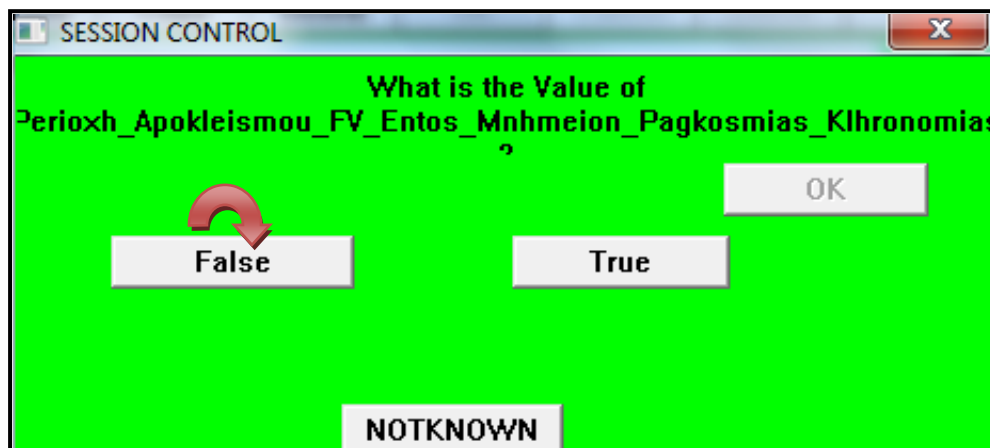 SESSION CONTROL
What is the Value of
Perioxh_Apokleismou_FV_Entos_Mnhmeion_Pagkosmias_Klhronomias
?
OK
False
True
NOTKNOWN